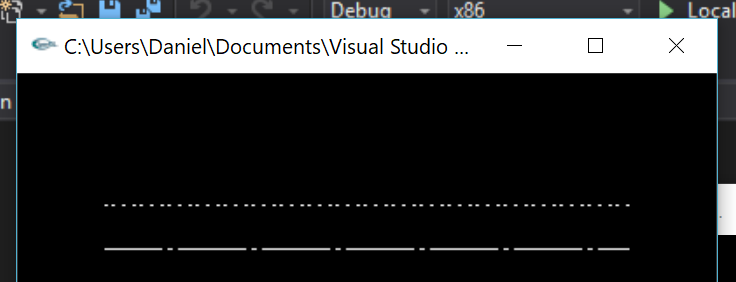 Debug x86 Local
C:\Users\Daniel\Documents\Visual Studio ...
n